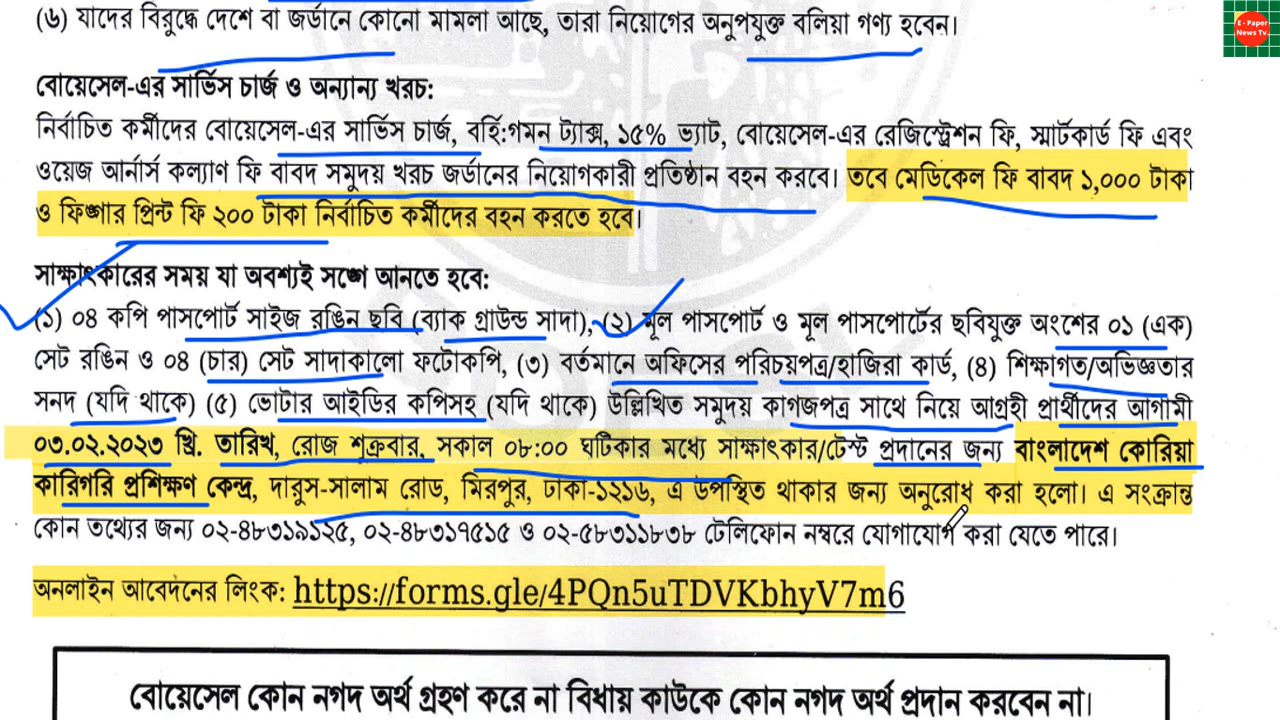 (৬) যাদের বিরুদ্ধে দেশে বা জর্ডানে কোনো মামলা আছে, তারা নিয়োগের অনুপযুক্ত বলিয়া গণ্য হবেন।
E - Paper
News Tv
বোয়েসেল-এর সার্ভিস চার্জ ও অন্যান্য খরচ:
নির্বাচিত কর্মীদের বোয়েসেল-এর সার্ভিস চার্জ, বর্হি:গমন ট্যাক্স, ১৫% ভ্যাট, বোয়েসেল-এর রেজিস্ট্রেশন ফি, স্মার্টকার্ড ফি এবং
ওয়েজ আর্নার্স কল্যাণ ফি বাবদ সমুদয় খরচ জর্ডানের নিয়োগকারী প্রতিষ্ঠান বহন করবে। তবে মেডিকেল ফি বাবদ ১,০০০ টাকা
ও ফিঙ্গার প্রিন্ট ফি ২০০ টাকা নির্বাচিত কর্মীদের বহন করতে হবে।
সাক্ষাৎকারের সময় যা অবশ্যই সঙ্গে আনতে হবে:
(১) ০৪ কপি পাসপোর্ট সাইজ রঙিন ছবি (ব্যাক গ্রাউন্ড সাদা), (২) মূল পাসপোর্ট ও মূল পাসপোর্টের ছবিযুক্ত অংশের ০১ (এক)
সেট রঙিন ও ০৪ (চার) সেট সাদাকালো ফটোকপি, (৩) বর্তমানে অফিসের পরিচয়পত্র/হাজিরা কার্ড, (৪) শিক্ষাগত/অভিজ্ঞতার
সনদ (যদি থাকে) (৫) ভোটার আইডির কপিসহ (যদি থাকে) উল্লিখিত সমুদয় কাগজপত্র সাথে নিয়ে আগ্রহী প্রার্থীদের আগামী
০৩.০২.২০২৩ খ্রি. তারিখ, রোজ শুক্রবার, সকাল ০৮:০০ ঘটিকার মধ্যে সাক্ষাৎকার/টেস্ট প্রদানের জন্য বাংলাদেশ কোরিয়া
কারিগরি প্রশিক্ষণ কেন্দ্র, দারুস-সালাম রোড, মিরপুর, ঢাকা-১২১৬, এ উপস্থিত থাকার জন্য অনুরোধ করা হলো। এ সংক্রান্ত
কোন তথ্যের জন্য ০২-৪৮৩১৯১২৫, ০২-৪৮৩১৭৫১৫ ও ০২-৫৮৩১১৮৩৮ টেলিফোন নম্বরে যোগাযোগ করা যেতে পারে।
অনলাইন আবেদনের লিংক: https://forms.gle/4PQn5uTDVKbhyV7m6
বোয়েসেল কোন নগদ অর্থ গ্রহণ করে না বিধায় কাউকে কোন নগদ অর্থ প্রদান করবেন না।